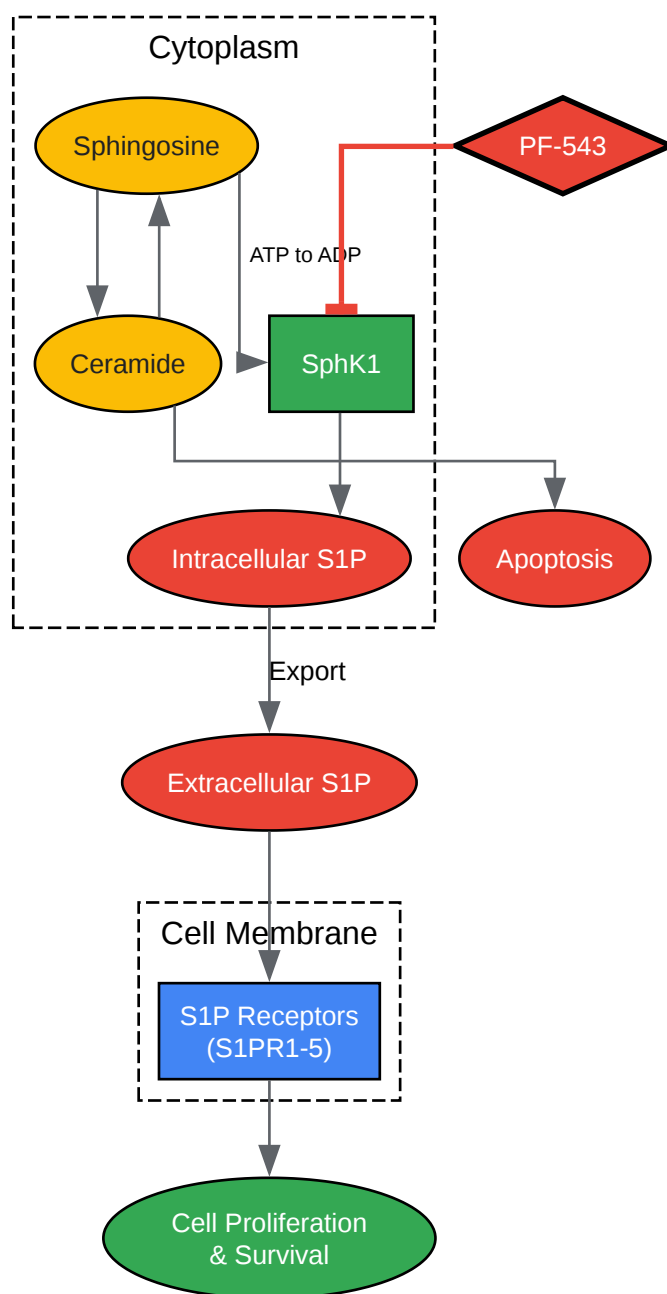 Cytoplasm
Sphingosine
PF-543
ATP to ADP
Ceramide
SphK1
Intracellular S1P
Apoptosis
Export
Extracellular S1P
Cell Membrane
S1P Receptors
(S1PR1-5)
Cell Proliferation
& Survival